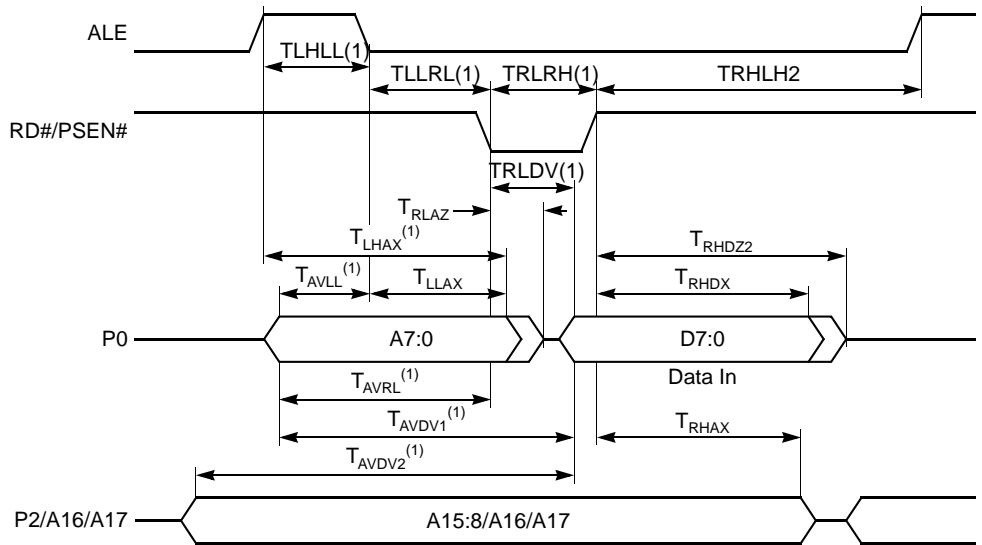 ALE
TLHLL(1)
TLLRL(1) TRLRH(1) TRHLH2
RD#/PSEN#
TRLDV(1)
TRLAZ
TLHAX(1)
TRHDZ2
TAVLL(1) TLLAX TRHDX
P0 A7:0 D7:0
Data In
TAVRL(1)
TAVDV1(1) TRHAX
TAVDV2(1)
P2/A16/A17 A15:8/A16/A17